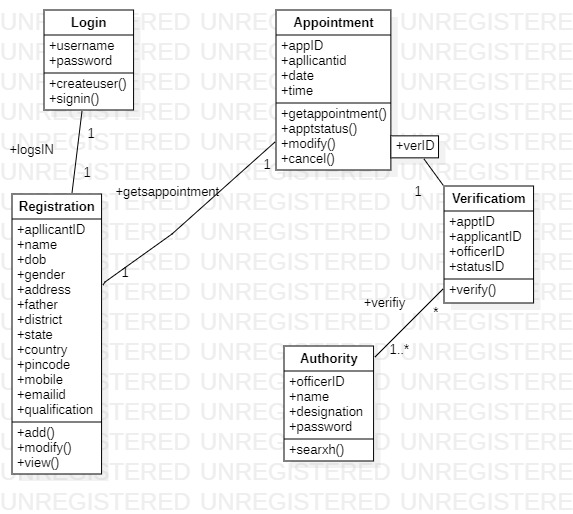 Login
+username
+password
+createuser()
+signin()
Appointment
+appID
+apllicantid
+date
+time
+getappointment()
+apptstatus()
+modify()
+cancel()
+verID
1
+logsIN
1
1
+getsappointment
1
1
Registration
+apllicantID
+name
+dob
+gender
+address
+father
+district
+state
+country
+pincode
+mobile
+emailid
+qualification
+add()
+modify()
+view()
Verificatiom
+apptID
+applicantID
+officerID
+statusID
+verify()
+verifiy
*
1..*
Authority
+officerID
+name
+designation
+password
+searxh()
UNREGISTERED